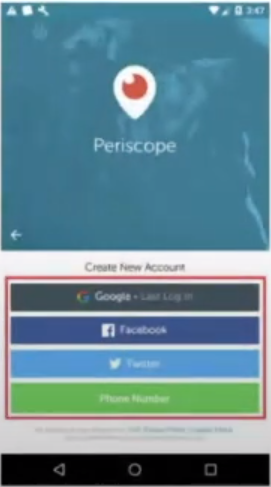 3:47
Periscope
Create New Account
Google - Last Log In
Facebook
Twitter
Phone Number